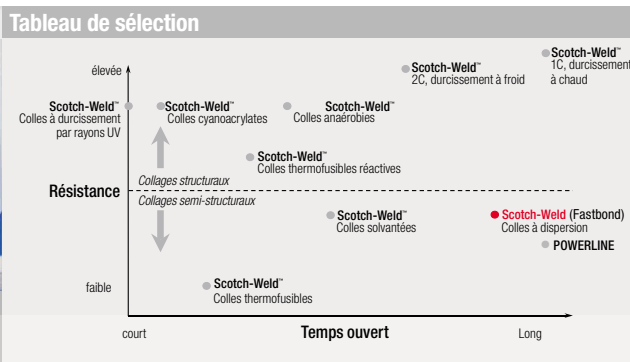 Tableau de sélection
élevée
Scotch-Weld™
Colles à durcissement
par rayons UV
Scotch-Weld™
Colles cyanoacrylates
Scotch-Weld™
Colles anaérobies
Scotch-Weld™
2C, durcissement à froid
Scotch-Weld™
1C, durcissement
à chaud
Scotch-Weld™
Colles thermofusibles réactives
Collages structuraux
Résistance
Collages semi-structuraux
Scotch-Weld™
Colles solvantées
Scotch-Weld (Fastbond)
Colles à dispersion
POWERLINE
faible
Scotch-Weld™
Colles thermofusibles
court
Temps ouvert
Long